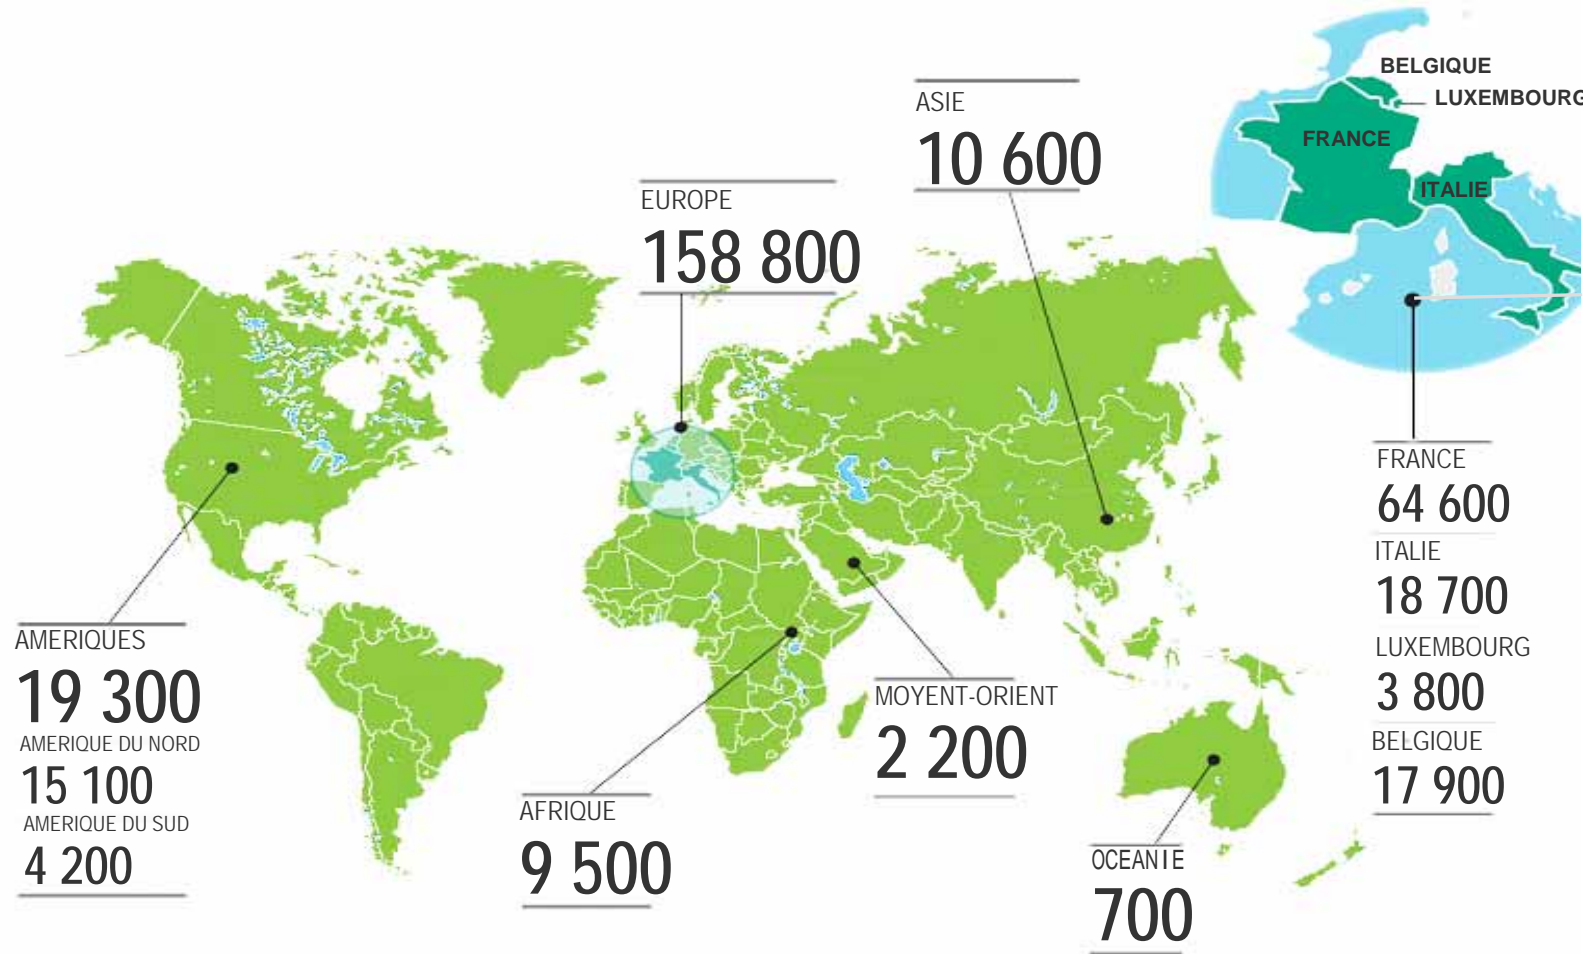 BELGIQUE
LUXEMBOURG
FRANCE
ITALIE
ASIE
10 600
EUROPE
158 800
AMERIQUES
19 300
AMERIQUE DU NORD
15 100
AMERIQUE DU SUD
4 200
AFRIQUE
9 500
MOYENT-ORIENT
2 200
OCEANIE
700
FRANCE
64 600
ITALIE
18 700
LUXEMBOURG
3 800
BELGIQUE
17 900